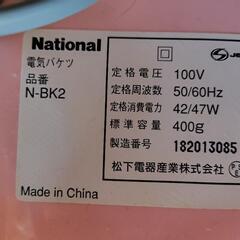 National
電気バケツ
品番
N-BK2
定格電圧 100V
定格周波数 50/60Hz
定格消費電力 42/47W
標準容量 400g
製造番号 182013085
松下電器産業株式会社
Made in China